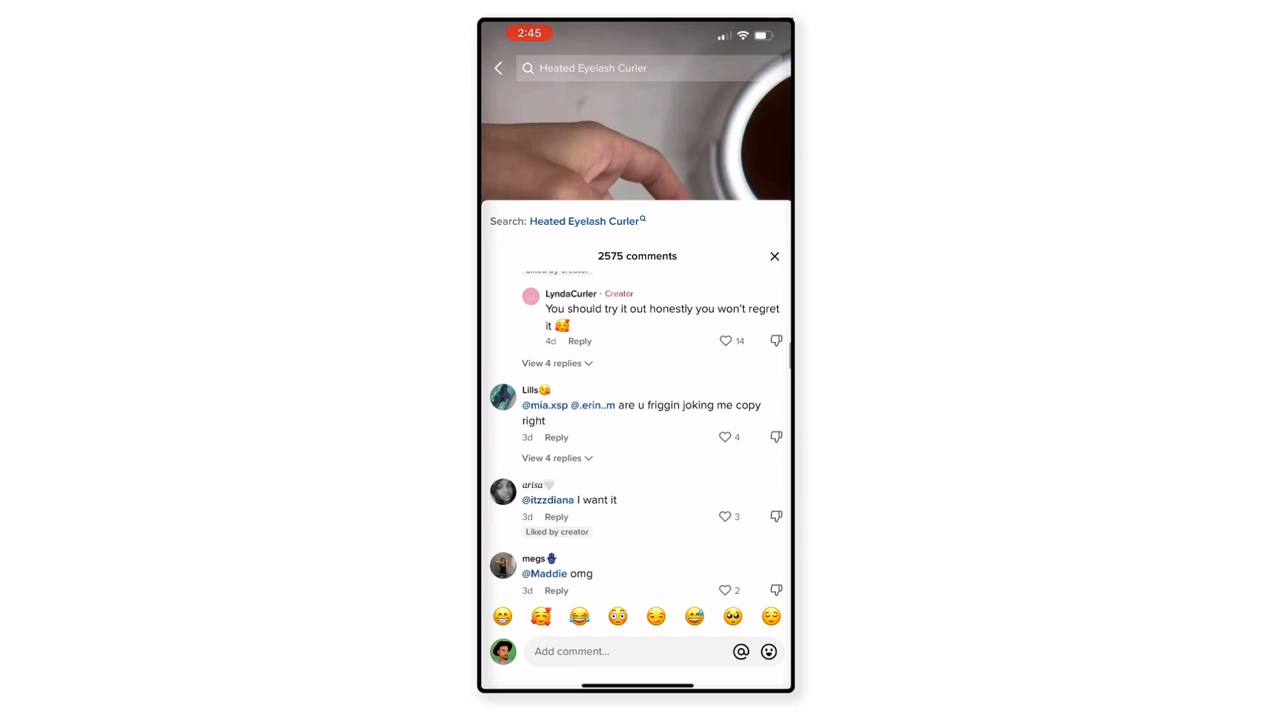 2:45
Heated Eyelash Curler
Search: Heated Eyelash Curler
2575 comments
Liked by creator
LyndaCurler · Creator
You should try it out honestly you won't regret
it 🥰
4d Reply 14
View 4 replies
Lills😘
@mia.xsp @.erin..m are u friggin joking me copy
right
3d Reply 4
View 4 replies
arisa🤍
@itzzdiana I want it
3d Reply 3
Liked by creator
megs🪬
@Maddie omg
3d Reply 2
😁 🥰 😂 😳 😏 😅 🥺 😌
Add comment...